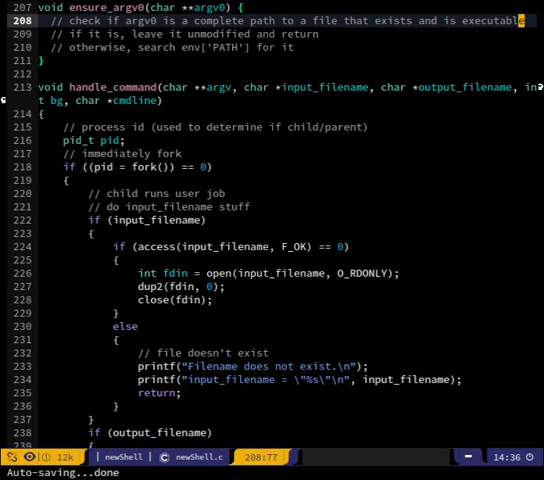 207 void ensure_argv0(char **argv0) {
208 // check if argv0 is a complete path to a file that exists and is executable
209 // if it is, leave it unmodified and return
210 // otherwise, search env['PATH'] for it
211 }
212
213 void handle_command(char **argv, char *input_filename, char *output_filename, in
t bg, char *cmdline)
214 {
215 // process id (used to determine if child/parent)
216 pid_t pid;
217 // immediately fork
218 if ((pid = fork()) == 0)
219 {
220 // child runs user job
221 // do input_filename stuff
222 if (input_filename)
223 {
224 if (access(input_filename, F_OK) == 0)
225 {
226 int fdin = open(input_filename, O_RDONLY);
227 dup2(fdin, 0);
228 close(fdin);
229 }
230 else
231 {
232 // file doesn't exist
233 printf("Filename does not exist.\n");
234 printf("input_filename = \"%s\"\n", input_filename);
235 return;
236 }
237 }
238 if (output_filename)
239 {
12k | newShell | newShell.c 208:77 14:36
Auto-saving...done